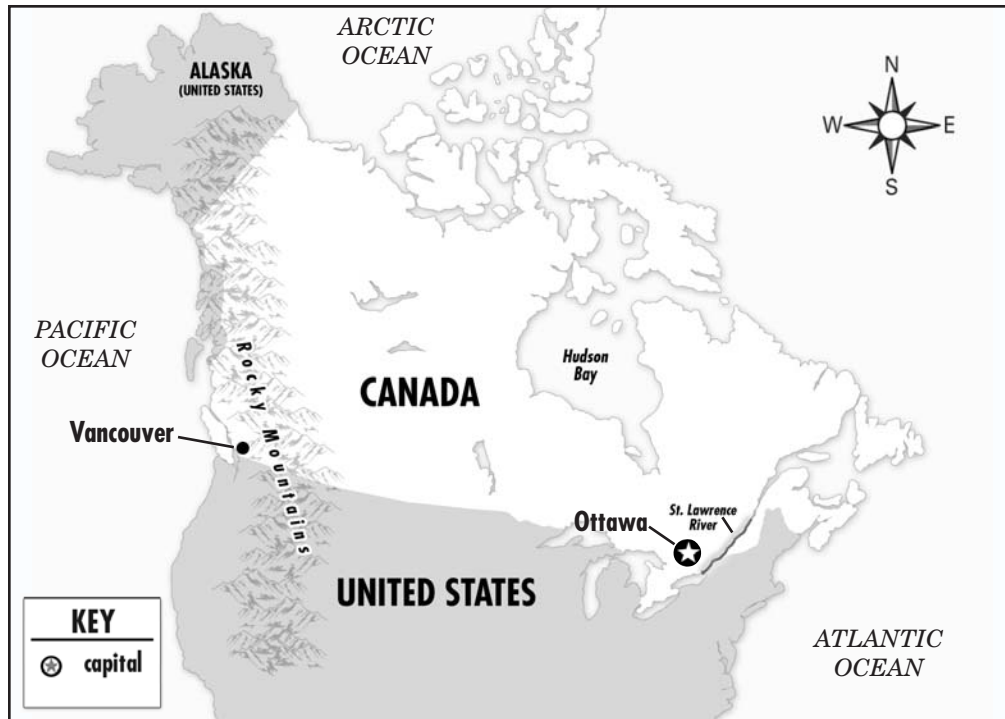 ARCTIC
OCEAN
ALASKA
(UNITED STATES)
N
W E
S
PACIFIC
OCEAN
Rocky Mountains
Hudson
Bay
CANADA
Vancouver
Ottawa
St. Lawrence
River
UNITED STATES
KEY
capital
ATLANTIC
OCEAN